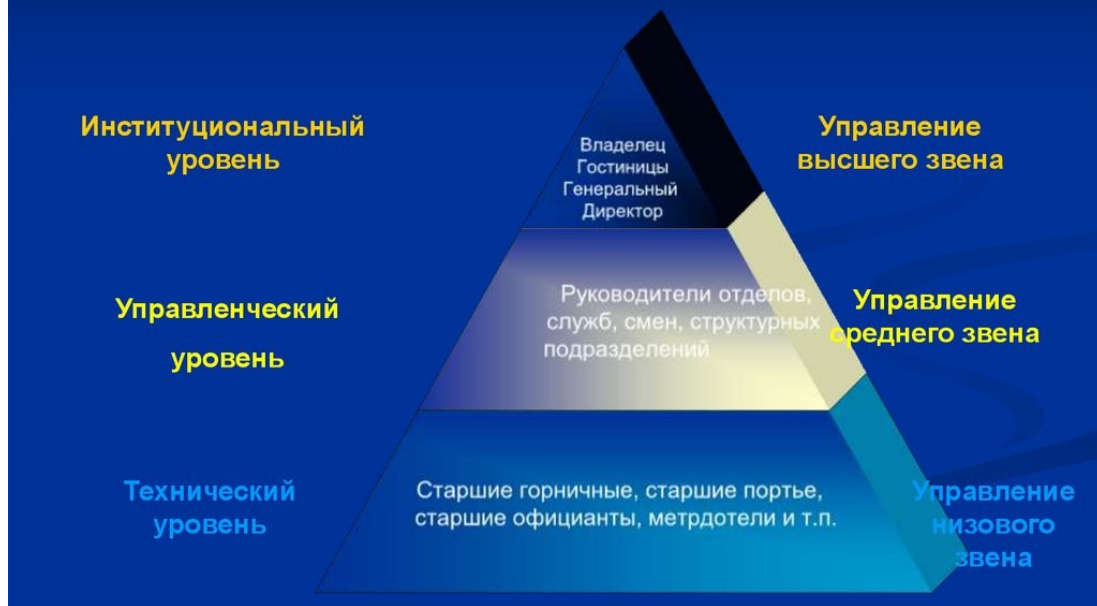 Институциональный
уровень
Владелец
Гостиницы
Генеральный
Директор
Управление
высшего звена
Управленческий
уровень
Руководители отделов,
служб, смен, структурных
подразделений
Управление
среднего звена
Технический
уровень
Старшие горничные, старшие портье,
старшие официанты, метрдотели и т.п.
Управление
низового
звена